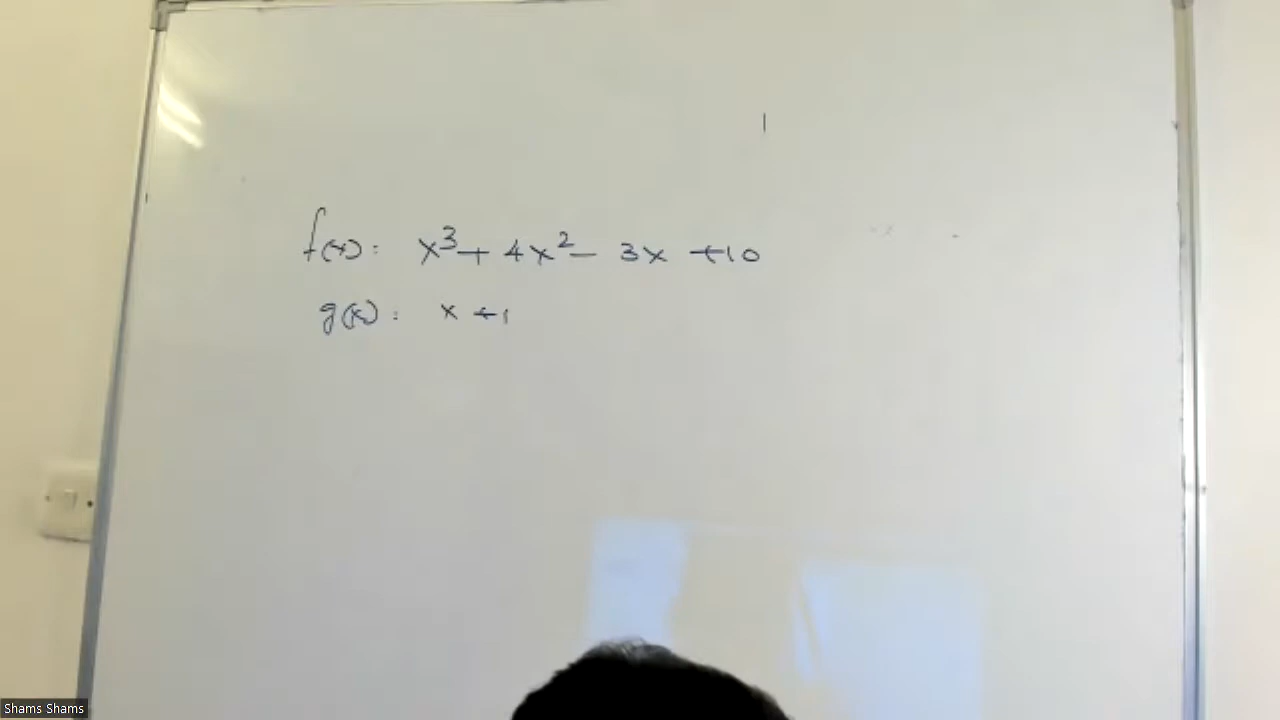 f(x): x³ + 4x² - 3x + 10
g(x): x + 1
Shams Shams